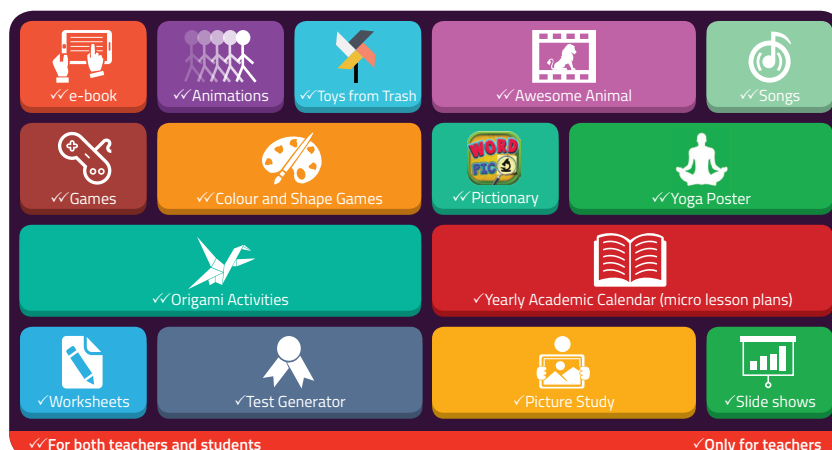 ✓✓e-book
✓✓Animations
✓✓Toys from Trash
✓✓Awesome Animal
✓✓Songs
✓✓Games
✓✓Colour and Shape Games
WORD
PIC
✓✓Pictionary
✓✓Yoga Poster
✓✓Origami Activities
✓Yearly Academic Calendar (micro lesson plans)
✓Worksheets
✓Test Generator
✓Picture Study
✓Slide shows
✓✓For both teachers and students
✓Only for teachers